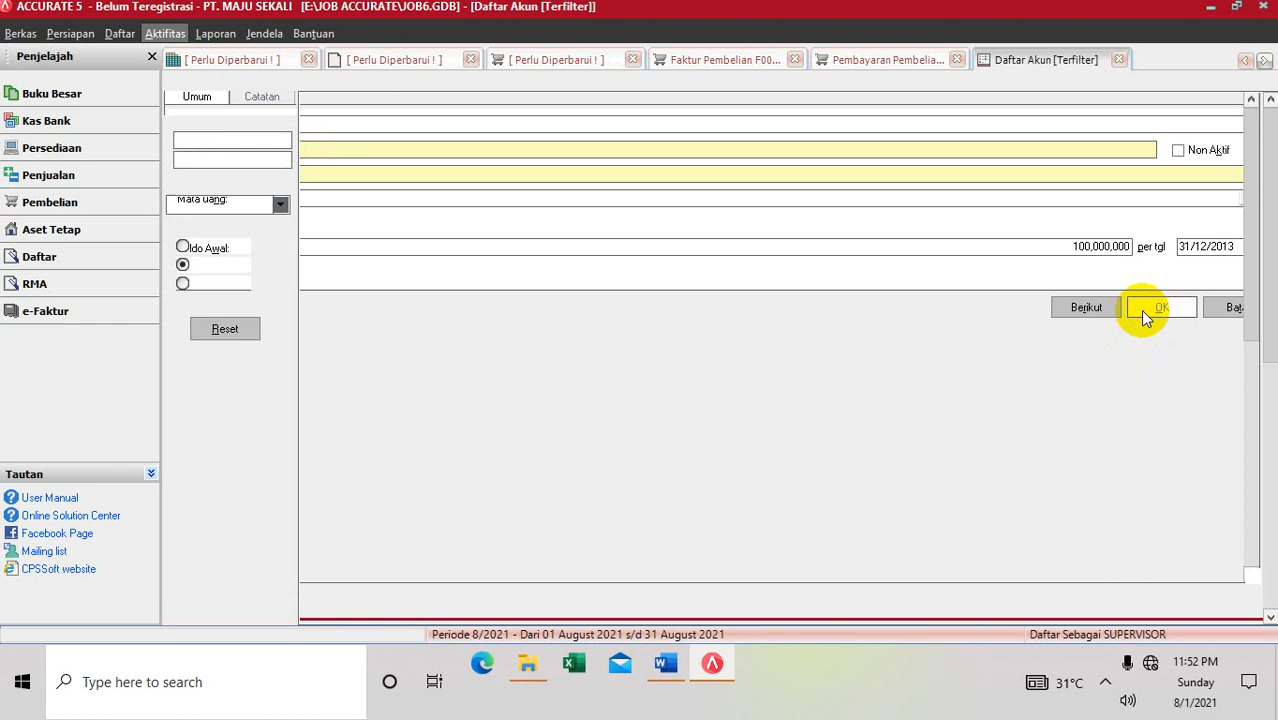 ACCURATE 5 - Belum Teregistrasi - PT. MAJU SEKALI [E:\JOB ACCURATE\JOB6.GDB] - [Daftar Akun [Terfilter]]
Berkas Persiapan Daftar Aktifitas Laporan Jendela Bantuan
Penjelajah
[ Perlu Diperbarui ! ] [ Perlu Diperbarui ! ] [ Perlu Diperbarui ! ] Faktur Pembelian F00... Pembayaran Pembelia... Daftar Akun [Terfilter]
Buku Besar
Kas Bank
Persediaan
Penjualan
Pembelian
Aset Tetap
Daftar
RMA
e-Faktur
Tautan
User Manual
Online Solution Center
Facebook Page
Mailing list
CPSSoft website
Umum Catatan
Non Aktif
Mata uang:
ldo Awal:
100,000,000 per tgl 31/12/2013
Berikut OK Bata
Reset
Periode 8/2021 - Dari 01 August 2021 s/d 31 August 2021
Daftar Sebagai SUPERVISOR
Type here to search
31°C
11:52 PM
Sunday
8/1/2021